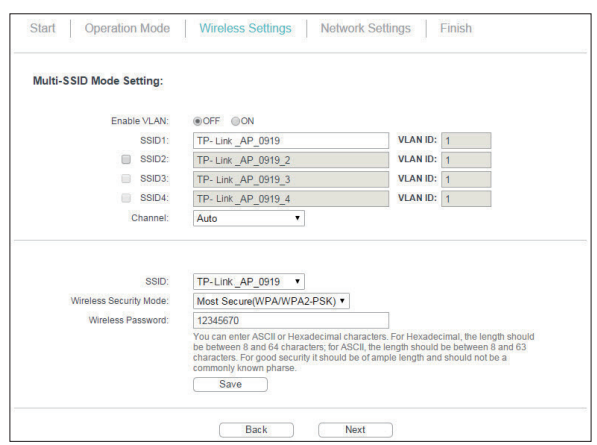 Start Operation Mode Wireless Settings Network Settings Finish
Multi-SSID Mode Setting:
Enable VLAN: OFF ON
SSID1: TP- Link _AP_0919 VLAN ID: 1
SSID2: TP- Link _AP_0919_2 VLAN ID: 1
SSID3: TP- Link _AP_0919_3 VLAN ID: 1
SSID4: TP- Link _AP_0919_4 VLAN ID: 1
Channel: Auto
SSID: TP-Link _AP_0919
Wireless Security Mode: Most Secure(WPA/WPA2-PSK)
Wireless Password: 12345670
You can enter ASCII or Hexadecimal characters. For Hexadecimal, the length should
be between 8 and 64 characters; for ASCII, the length should be between 8 and 63
characters. For good security it should be of ample length and should not be a
commonly known pharse.
Save
Back Next